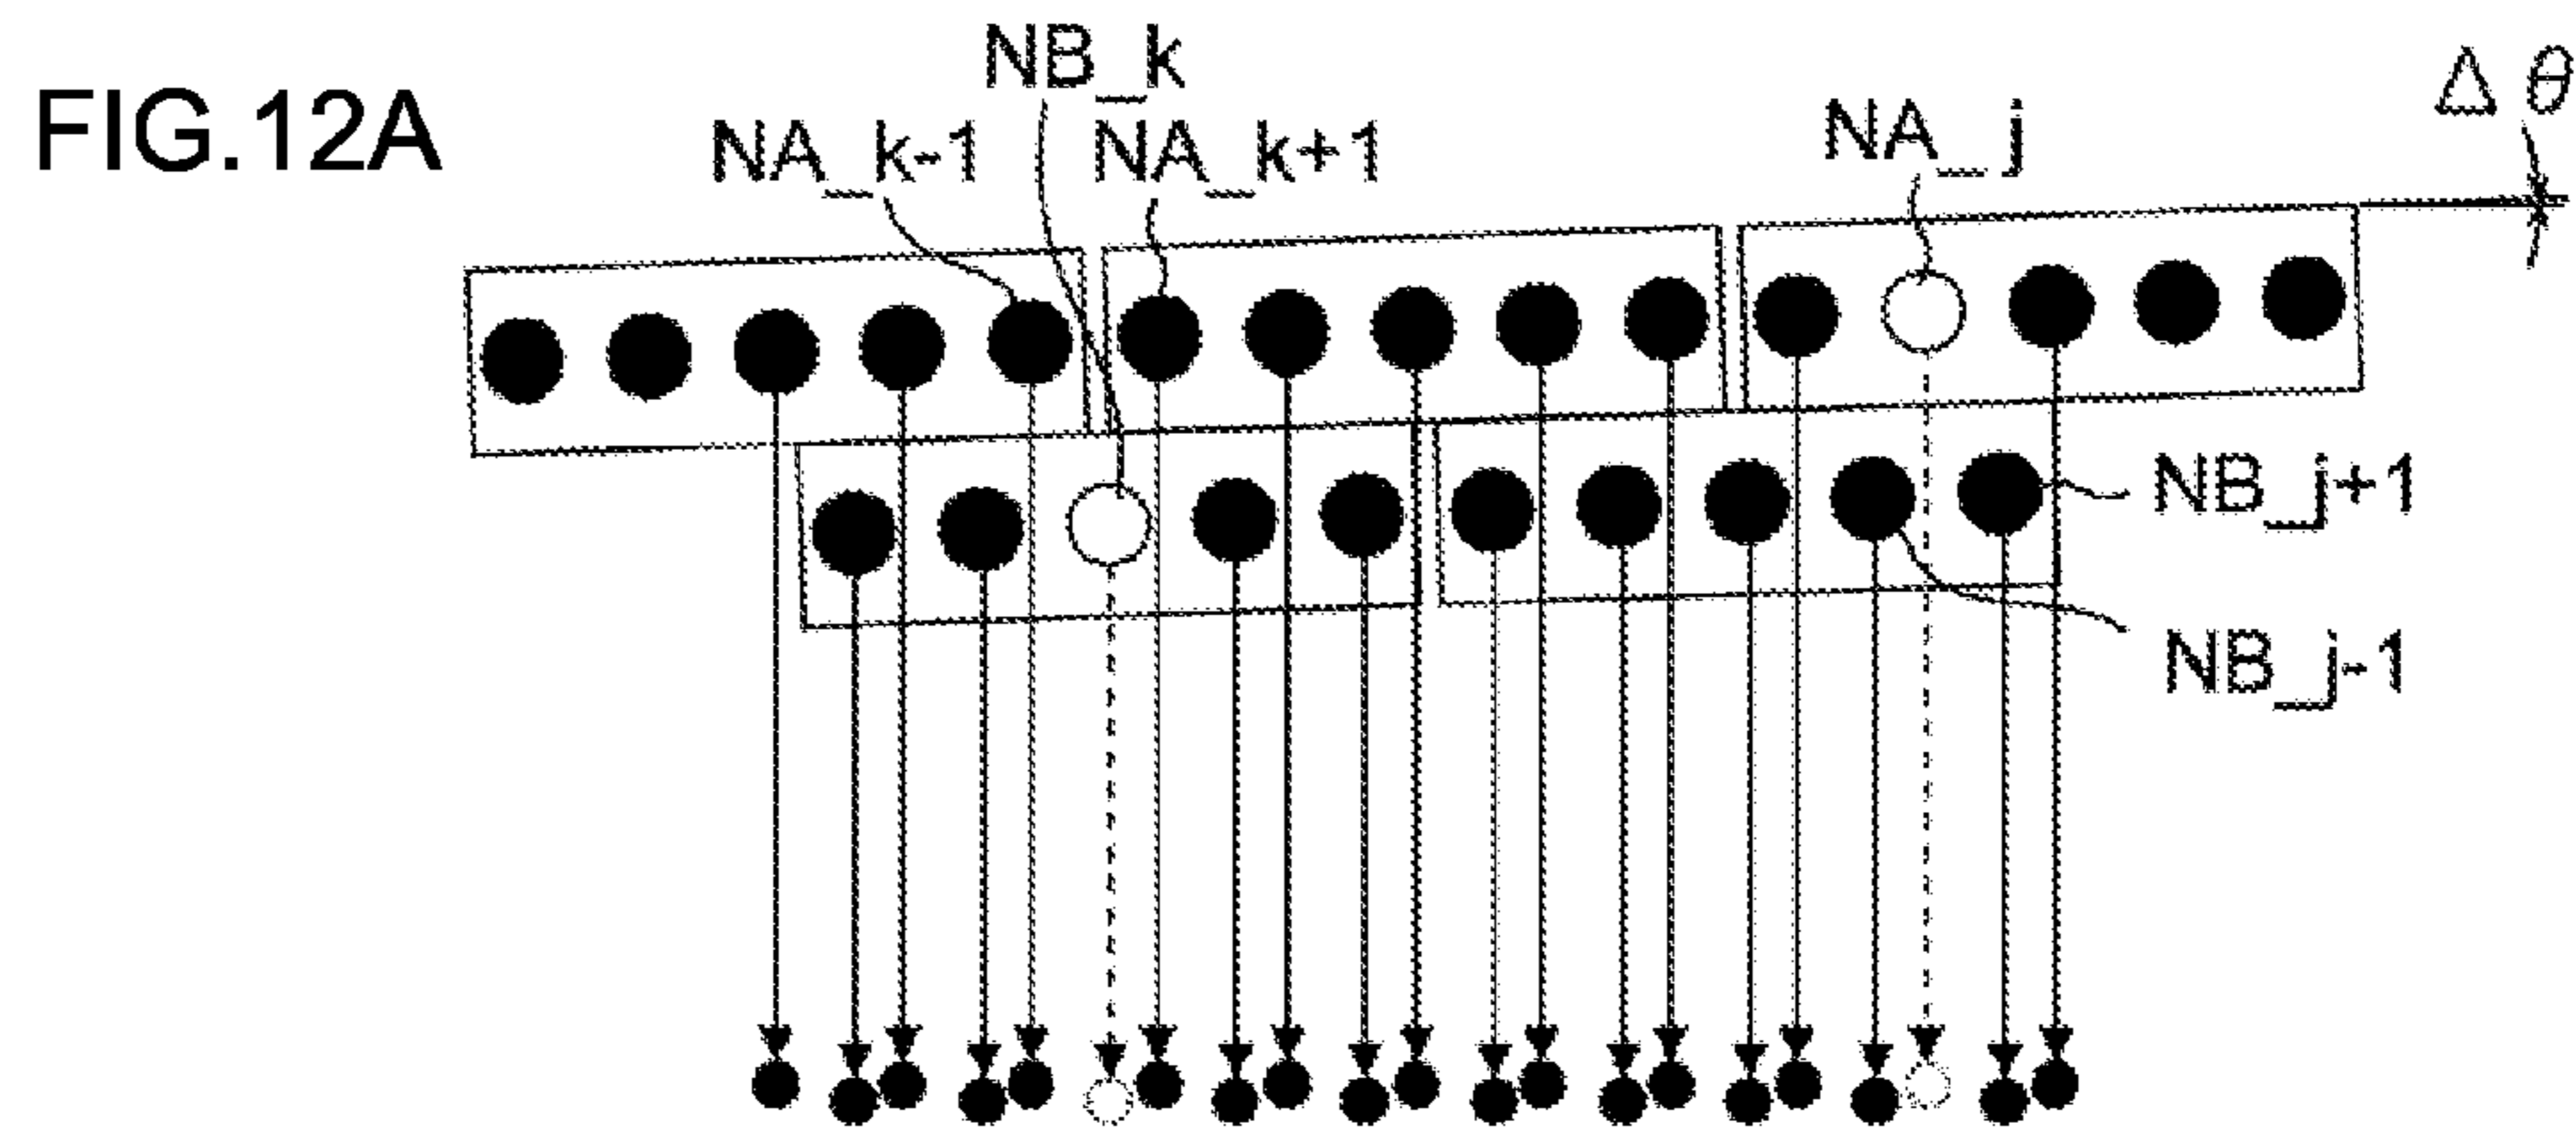 FIG.12A
NB_k
NA_k-1
NA_k+1
NA_j
Δθ
NB_j+1
NB_j-1